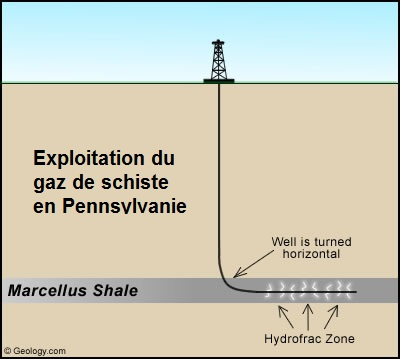 Exploitation du
gaz de schiste
en Pennsylvanie
Well is turned
horizontal
Marcellus Shale
Hydrofrac Zone
© Geology.com